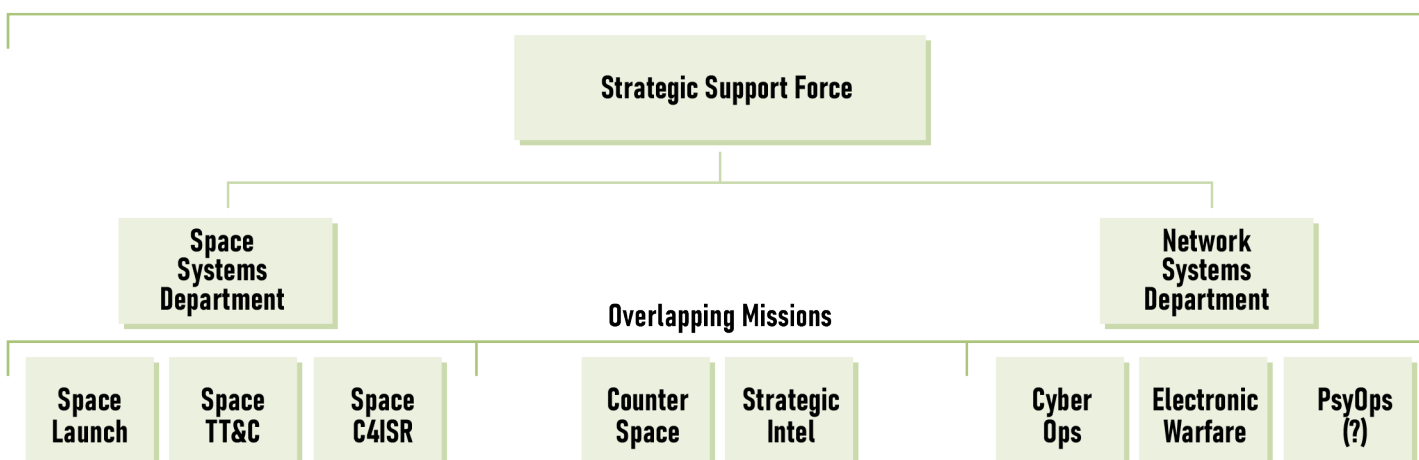 Strategic Support Force
Space
Systems
Department
Network
Systems
Department
Overlapping Missions
Space
Launch
Space
TT&C
Space
C4ISR
Counter
Space
Strategic
Intel
Cyber
Ops
Electronic
Warfare
PsyOps
(?)